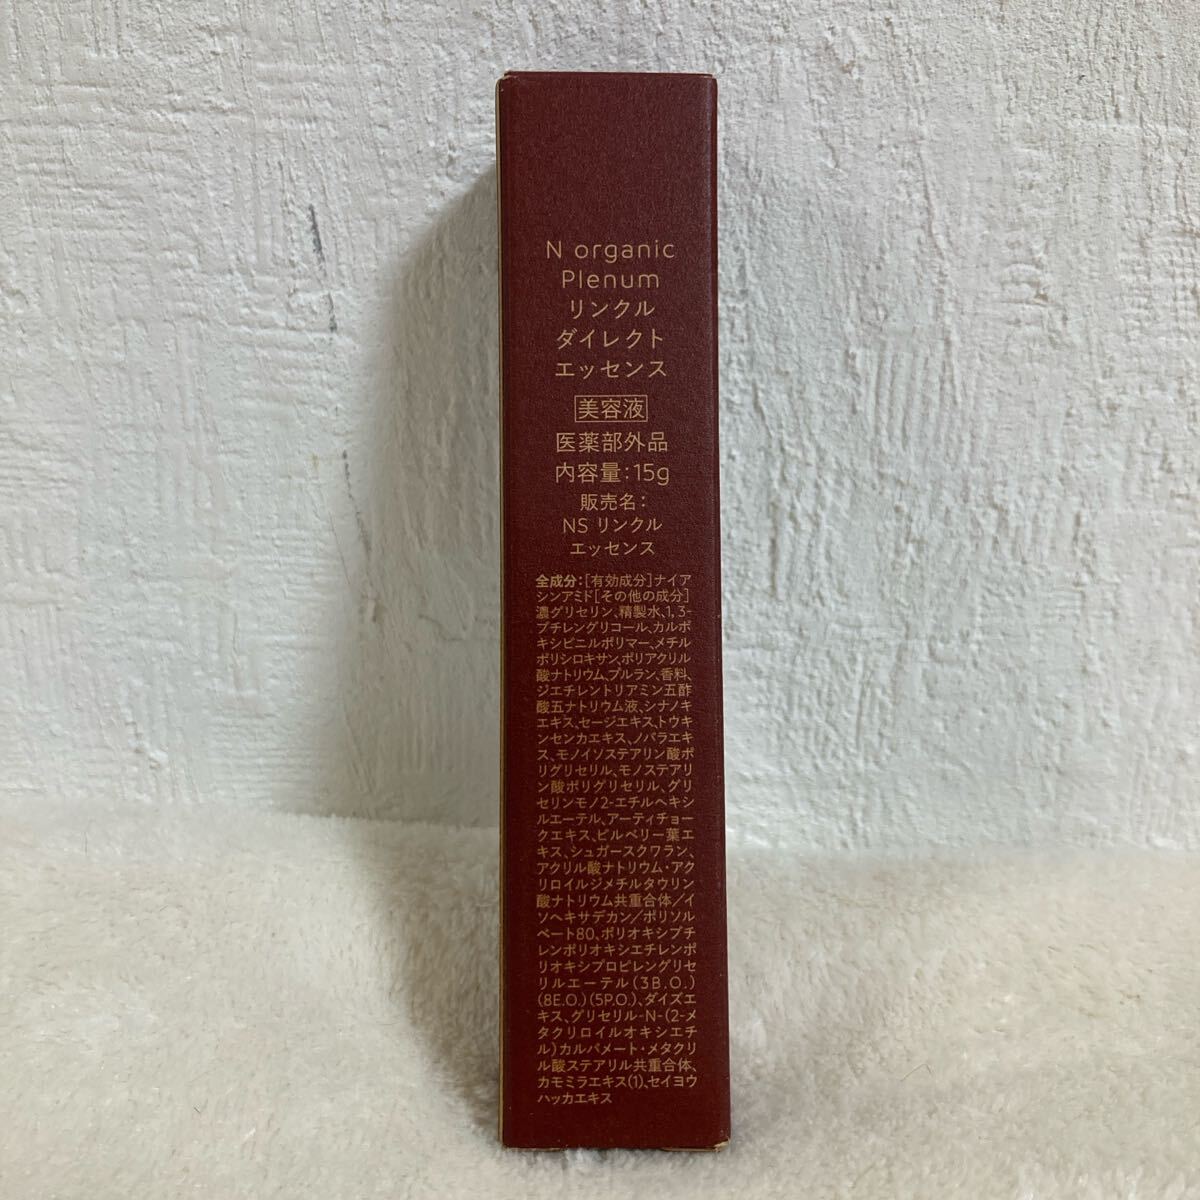 N organic
Plenum
リンクル
ダイレクト
エッセンス
美容液
医薬部外品
内容量:15g
販売名:
NS リンクル
エッセンス
全成分:[有効成分]ナイア
シンアミド[その他の成分]
濃グリセリン、精製水、1,3-
ブチレングリコール、カルボ
キシビニルポリマー、メチル
ポリシロキサン、ポリアクリル
酸ナトリウム、プルラン、香料、
ジエチレントリアミン五酢
酸五ナトリウム液、シナノキ
エキス、セージエキス、トウキ
ンセンカエキス、ノバラエキ
ス、モノイソステアリン酸ポ
リグリセリル、モノステアリ
ン酸ポリグリセリル、グリ
セリンモノ2-エチルヘキシ
ルエーテル、アーティチョー
クエキス、ビルベリー葉エ
キス、シュガースクワラン、
アクリル酸ナトリウム・アク
リロイルジメチルタウリン
酸ナトリウム共重合体/イ
ソヘキサデカン/ポリソル
ベート80、ポリオキシブチ
レンポリオキシエチレンポ
リオキシプロピレングリセ
リルエーテル(3B.O.)
(8E.O.)(5P.O.)、ダイズエ
キス、グリセリル-N-(2-メ
タクリロイルオキシエチ
ル)カルバメート・メタクリ
ル酸ステアリル共重合体、
カモミラエキス(1)、セイヨウ
ハッカエキス